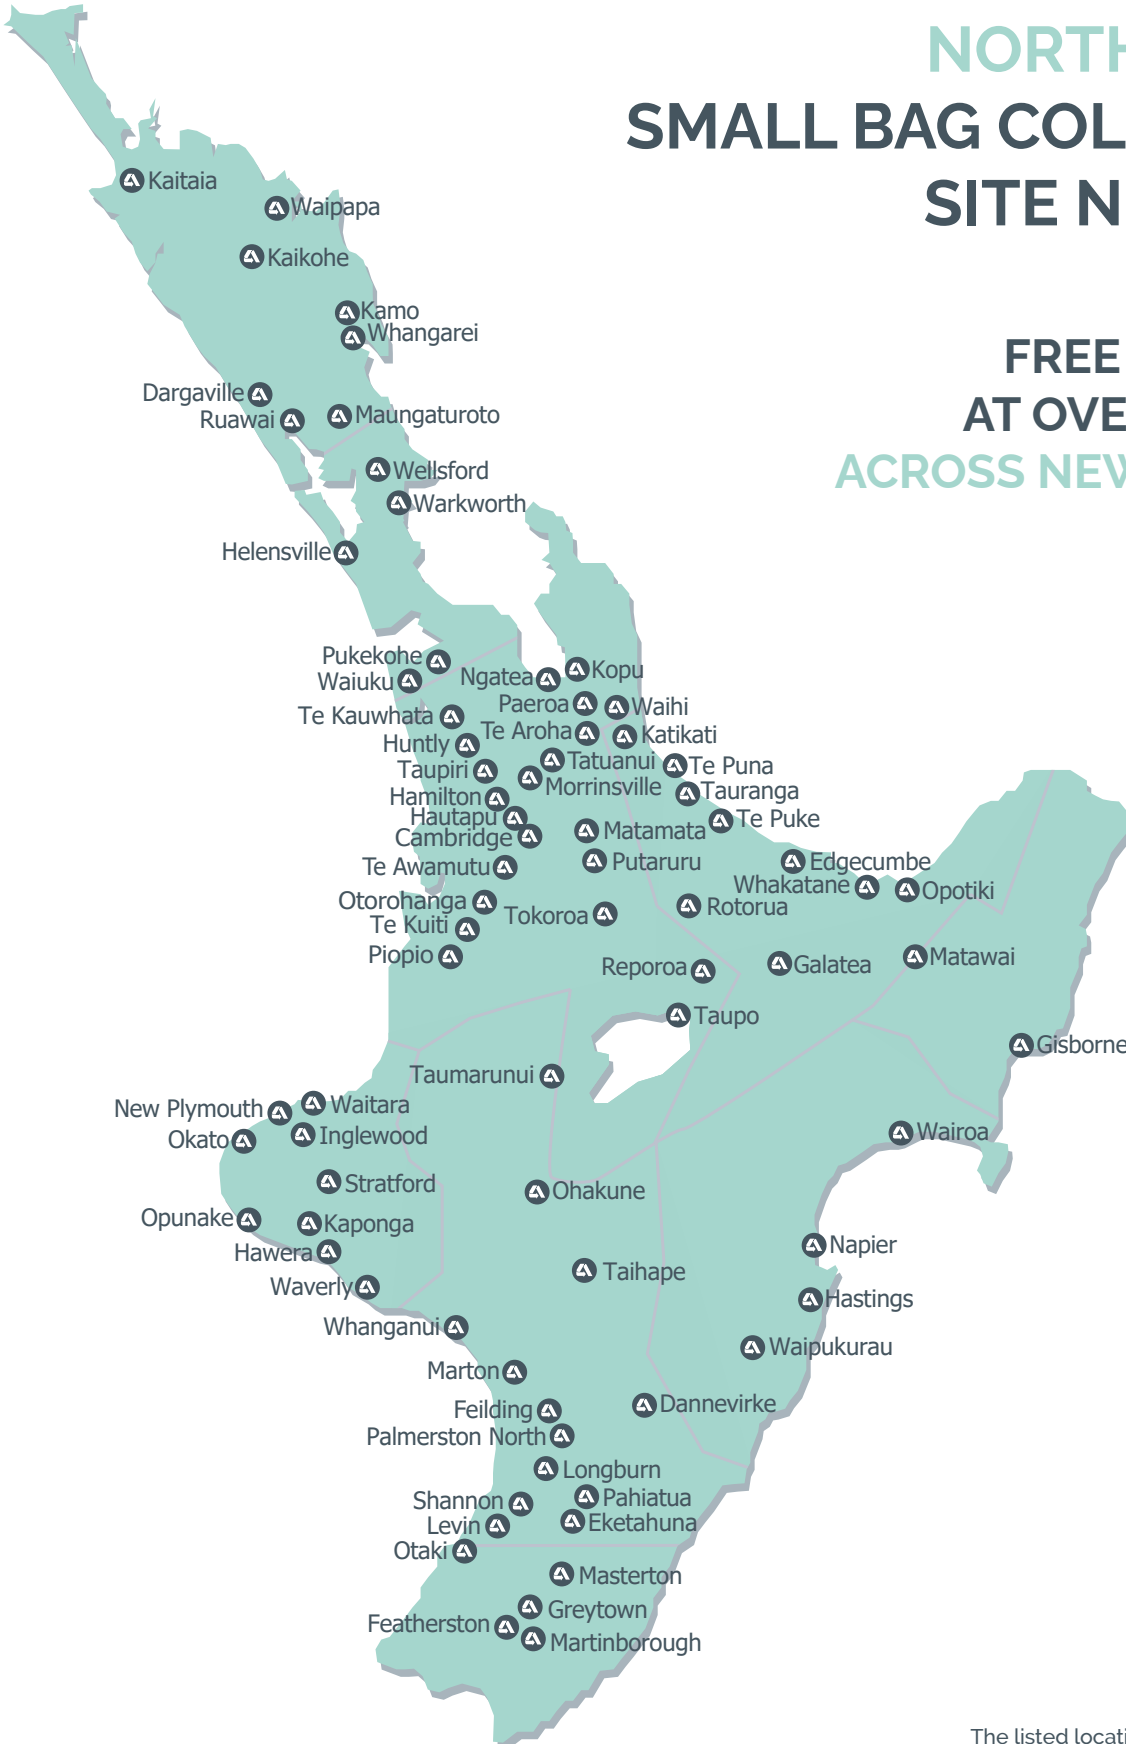 NORTH
SMALL BAG COL
SITE N
FREE
AT OVE
ACROSS NEW
Kaitaia
Waipapa
Kaikohe
Kamo
Whangarei
Dargaville
Ruawai
Maungaturoto
Wellsford
Warkworth
Helensville
Pukekohe
Waiuku
Ngatea
Kopu
Paeroa
Waihi
Te Kauwhata
Te Aroha
Katikati
Huntly
Tatuanui
Te Puna
Taupiri
Morrinsville
Tauranga
Hamilton
Hautapu
Te Puke
Cambridge
Matamata
Te Awamutu
Putaruru
Edgecumbe
Whakatane
Opotiki
Otorohanga
Tokoroa
Rotorua
Te Kuiti
Piopio
Reporoa
Galatea
Matawai
Taupo
Gisborne
Taumarunui
New Plymouth
Waitara
Okato
Inglewood
Wairoa
Stratford
Ohakune
Opunake
Kaponga
Hawera
Napier
Waverly
Taihape
Hastings
Whanganui
Waipukurau
Marton
Feilding
Dannevirke
Palmerston North
Longburn
Shannon
Pahiatua
Levin
Eketahuna
Otaki
Masterton
Greytown
Featherston
Martinborough
The listed locati